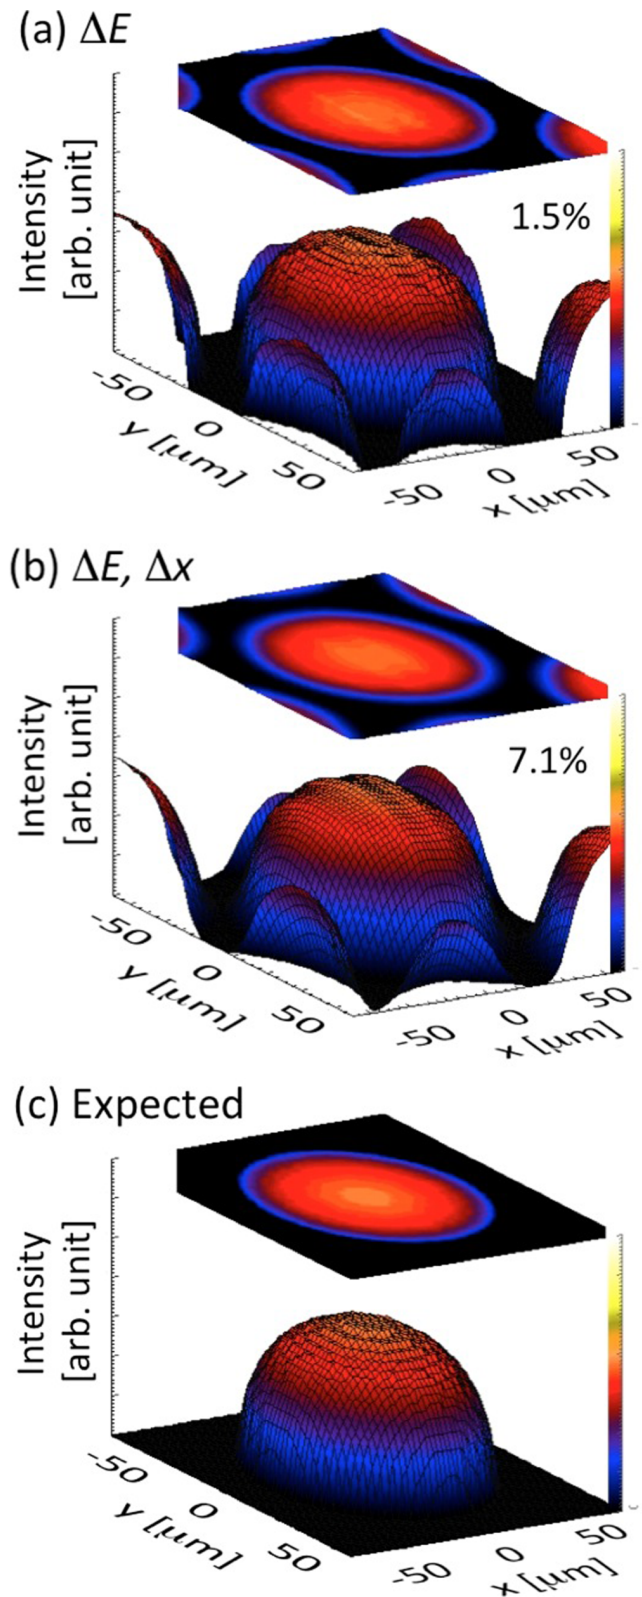 (a) ΔE
Intensity
[arb. unit]
1.5%
-50
0
50
y [μm]
-50
0
50
x [μm]
(b) ΔE, Δx
Intensity
[arb. unit]
7.1%
-50
0
50
y [μm]
-50
0
50
x [μm]
(c) Expected
Intensity
[arb. unit]
-50
0
50
y [μm]
-50
0
50
x [μm]